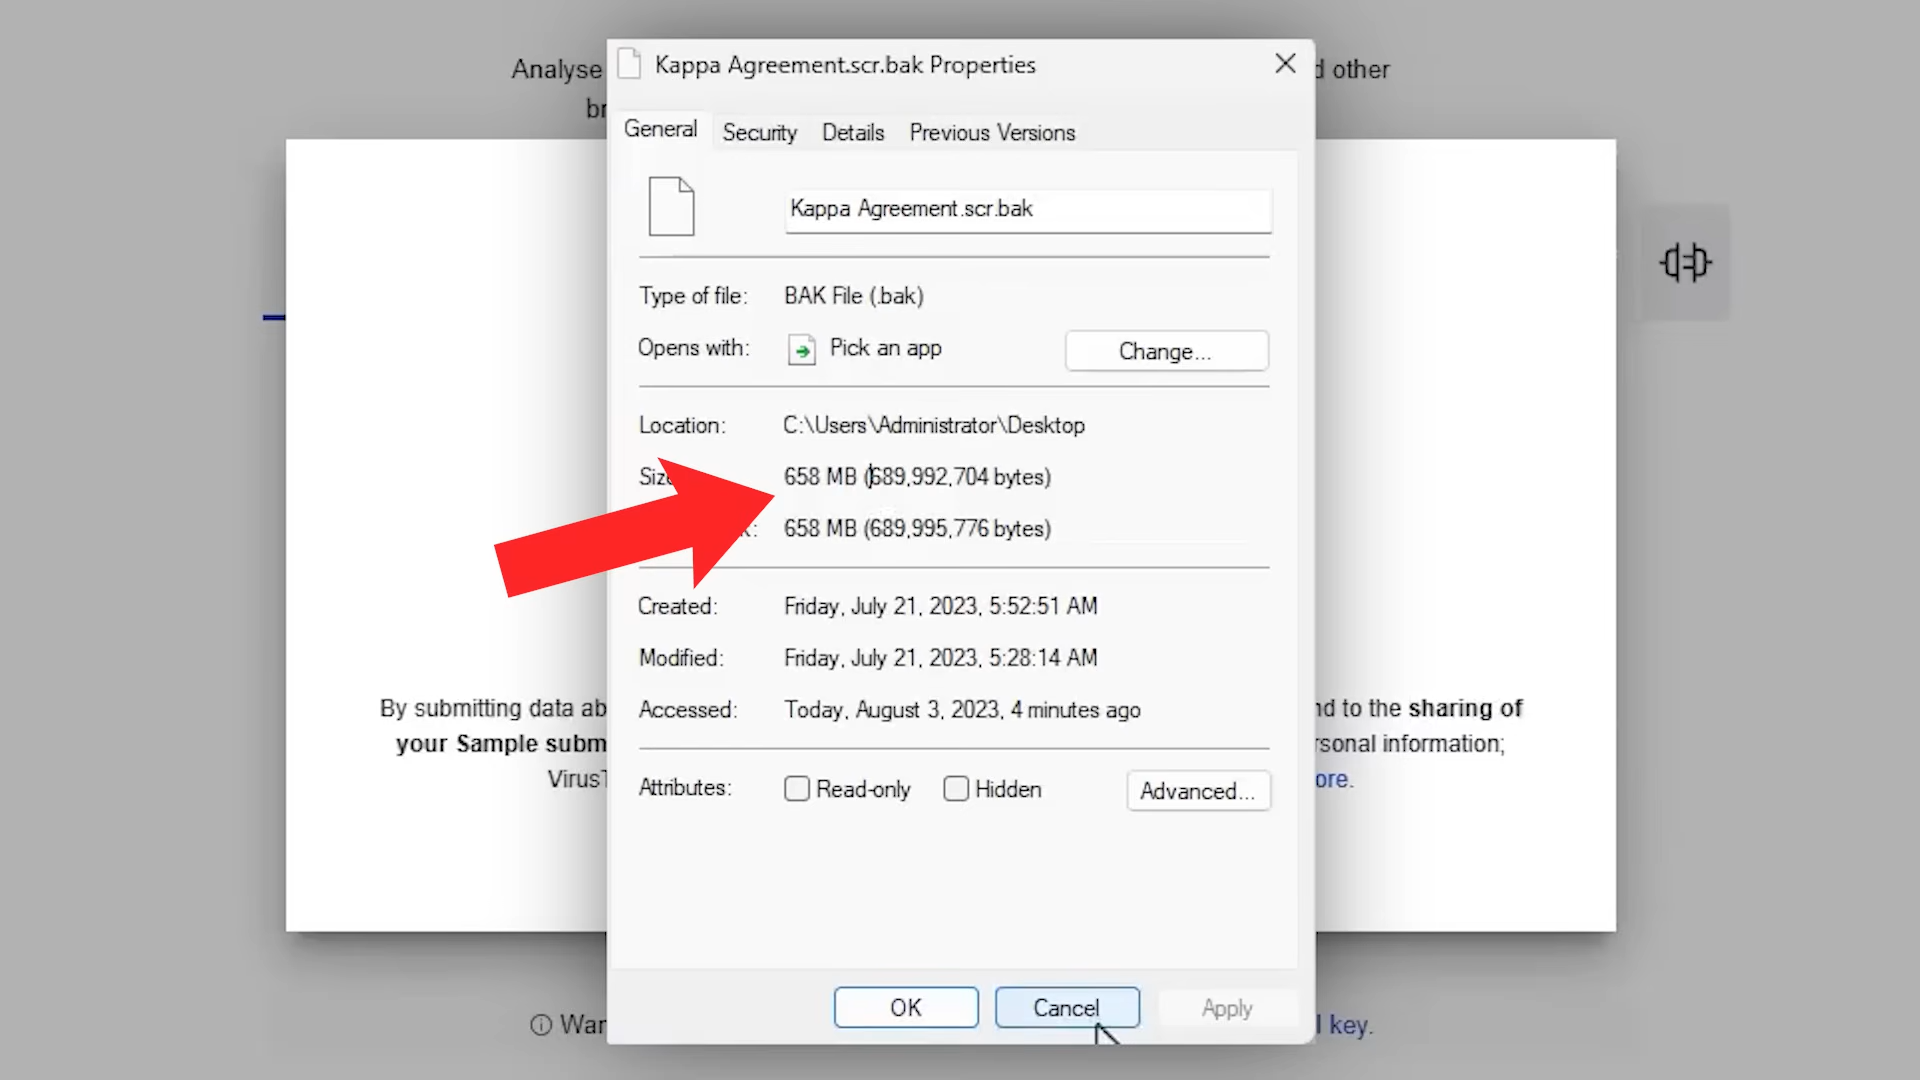 Analyse
d other
Kappa Agreement.scr.bak Properties
General Security Details Previous Versions
Kappa Agreement.scr.bak
Type of file: BAK File (.bak)
Opens with: Pick an app Change...
Location: C:\Users\Administrator\Desktop
658 MB (689,992,704 bytes)
658 MB (689,995,776 bytes)
Created: Friday, July 21, 2023, 5:52:51 AM
Modified: Friday, July 21, 2023, 5:28:14 AM
Accessed: Today, August 3, 2023, 4 minutes ago
Attributes: Read-only Hidden Advanced...
OK Cancel Apply
By submitting data ab
your Sample subm
VirusT
nd to the sharing of
rsonal information;
ore.
War
key.